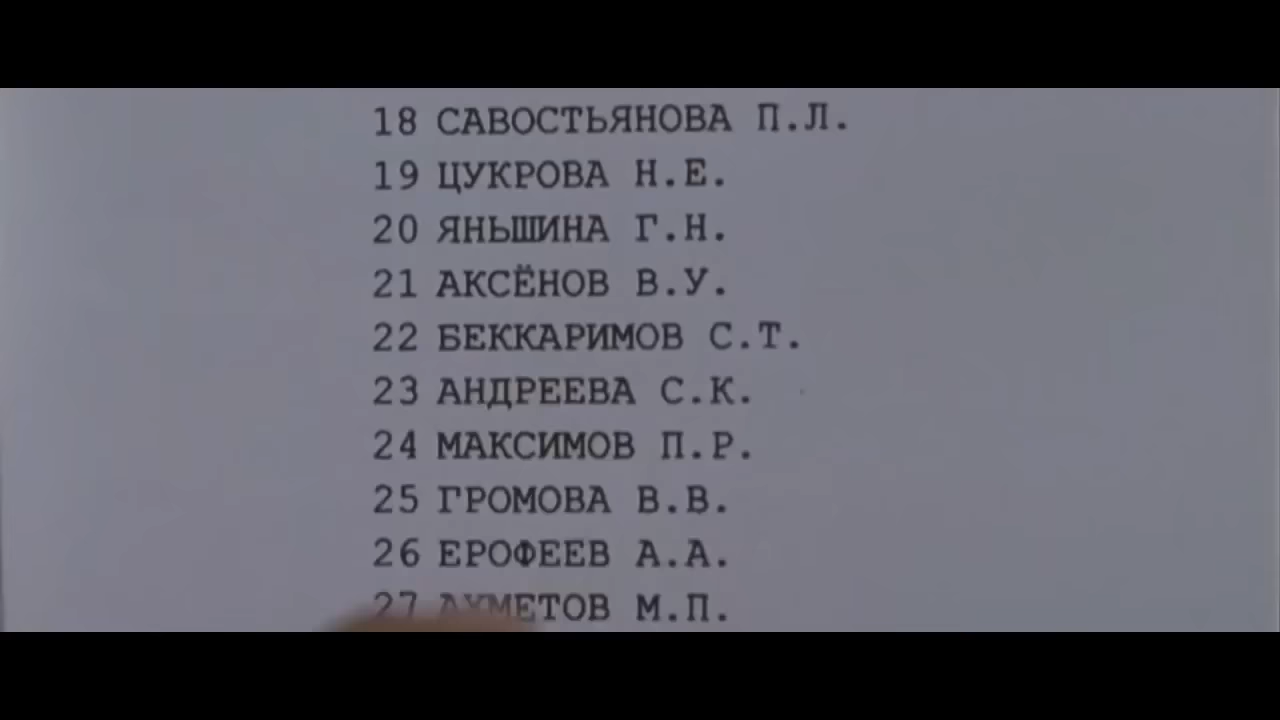 18 САВОСТЬЯНОВА П.Л.
19 ЦУКРОВА Н.Е.
20 ЯНЬШИНА Г.Н.
21 АКСЁНОВ В.У.
22 БЕККАРИМОВ С.Т.
23 АНДРЕЕВА С.К.
24 МАКСИМОВ П.Р.
25 ГРОМОВА В.В.
26 ЕРОФЕЕВ А.А.
27 АХМЕТОВ М.П.